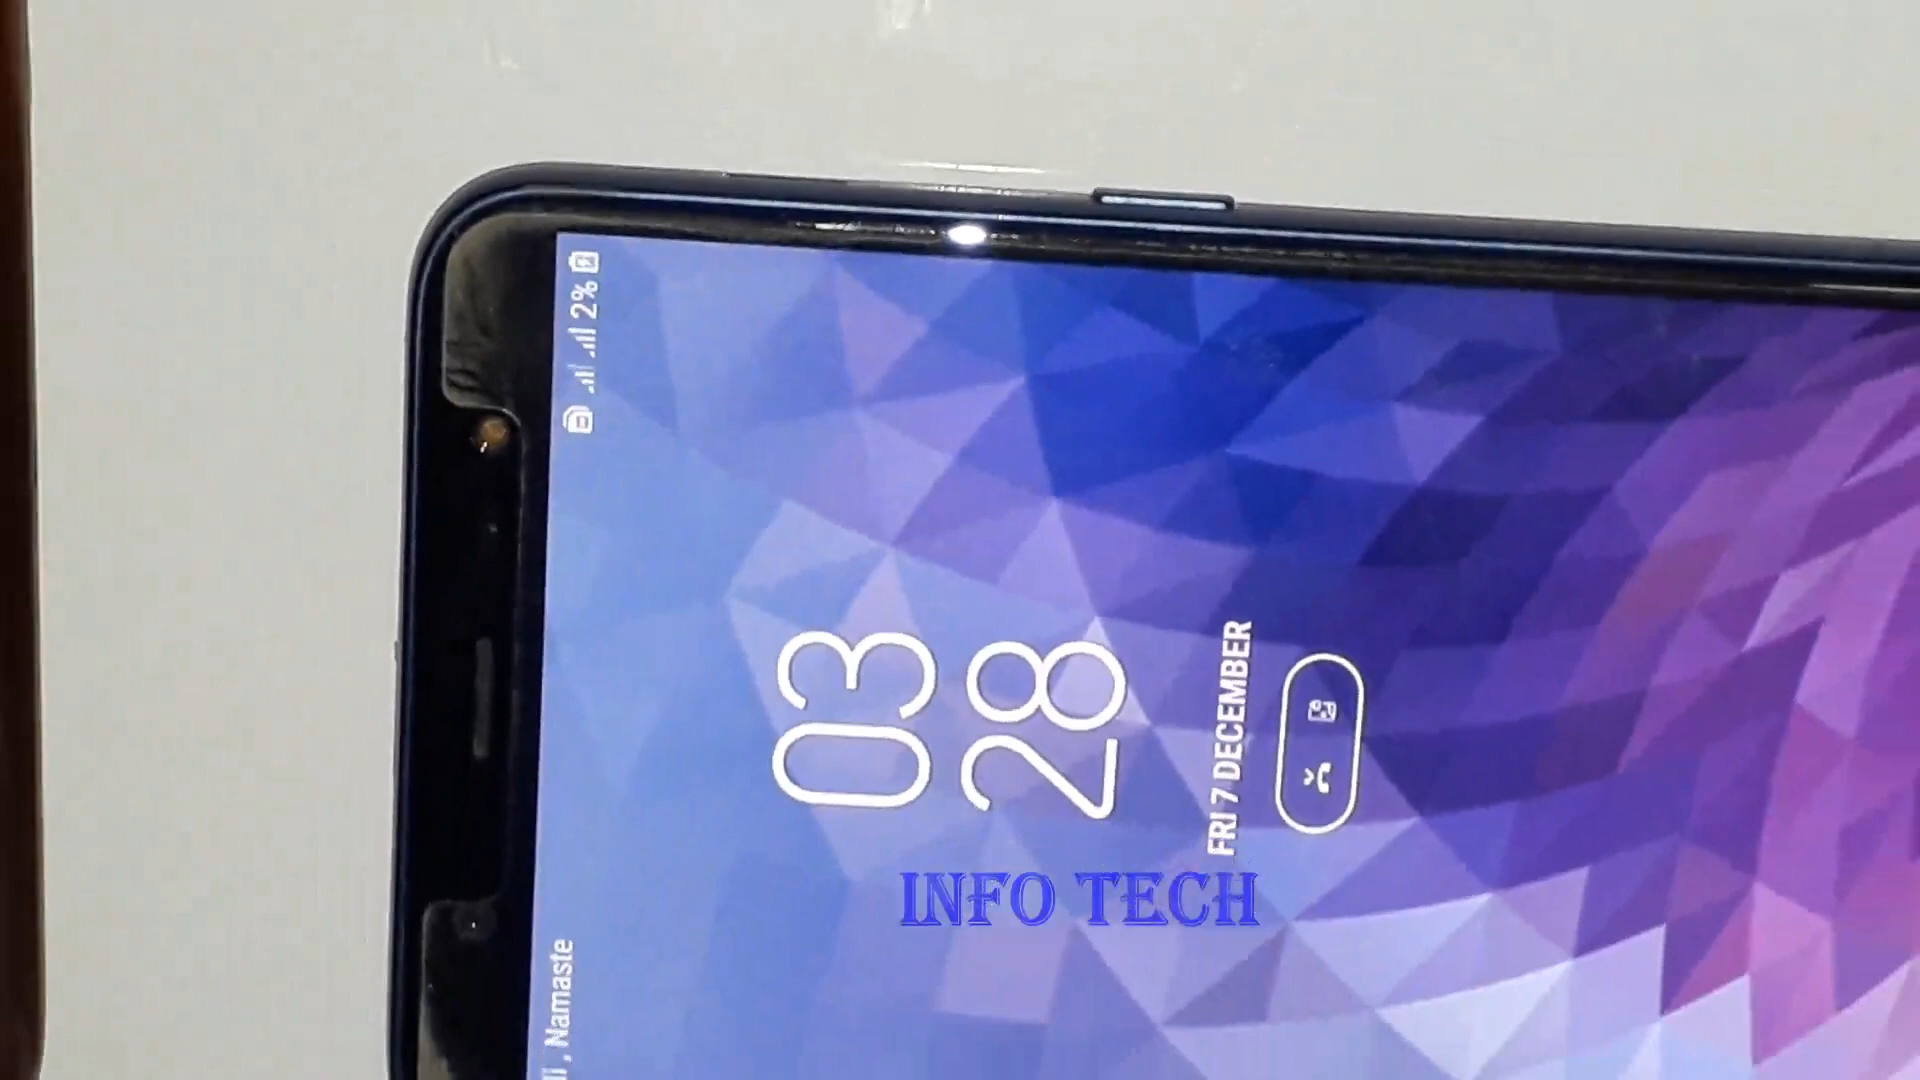 2%
03
28
FRI 7 DECEMBER
INFO TECH
, Namaste